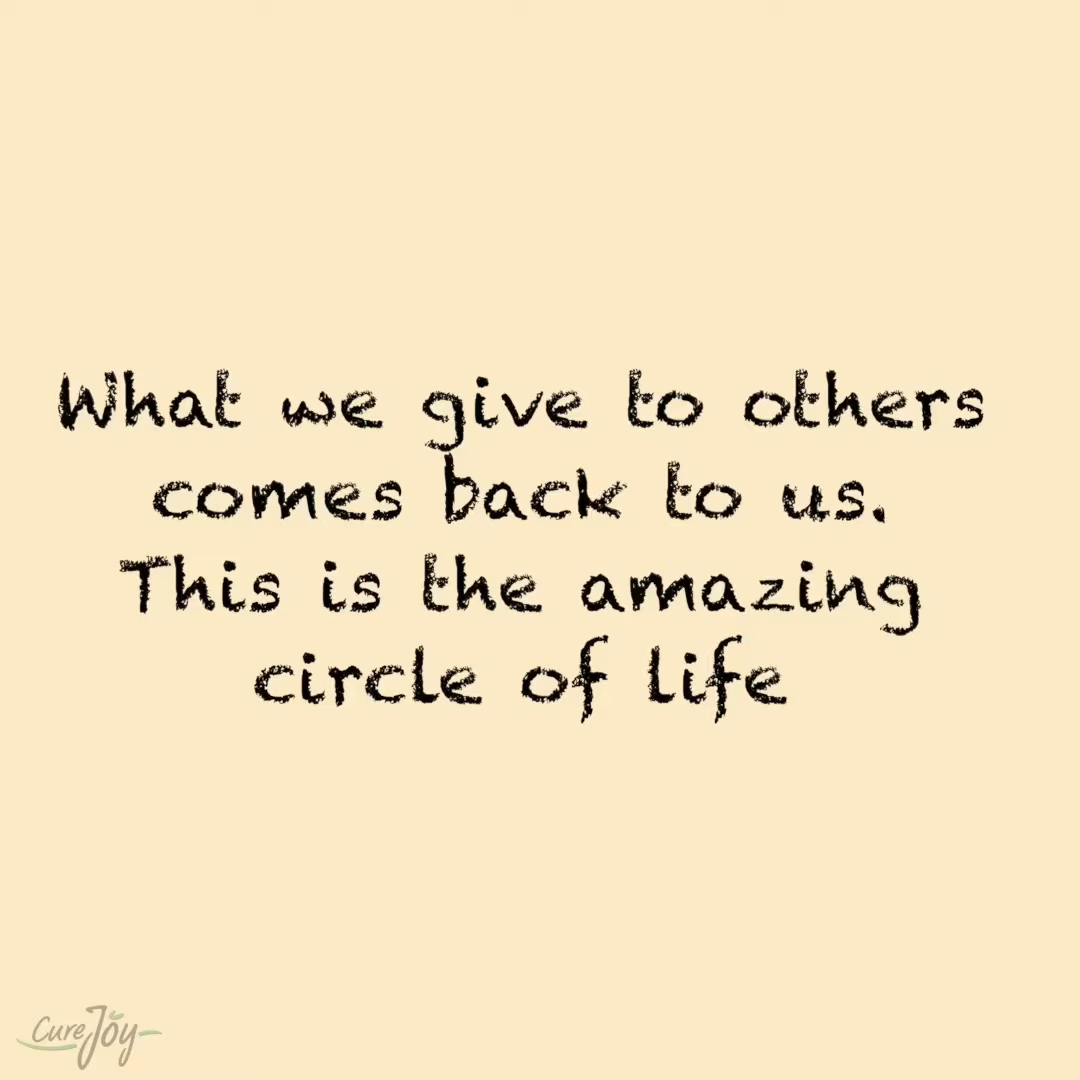 What we give to others
comes back to us.
This is the amazing
circle of life
CureJoy